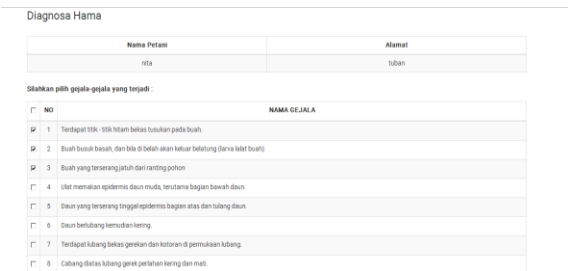 Diagnosa Hama
Nama Petani Alamat
nita tuban
Silahkan pilih gejala-gejala yang terjadi :
NO NAMA GEJALA
1 Terdapat titik - titik hitam bekas tusukan pada buah.
2 Buah busuk basah, dan bila di belah akan keluar belatung (larva lalat buah)
3 Buah yang terserang jatuh dari ranting pohon
4 Ulat memakan epidermis daun muda, terutama bagian bawah daun.
5 Daun yang terserang tinggal epidermis bagian atas dan tulang daun.
6 Daun berlubang kemudian kering.
7 Terdapat lubang bekas gerekan dan kotoran di permukaan lubang.
8 Cabang diatas lubang gerek perlahan kering dan mati.